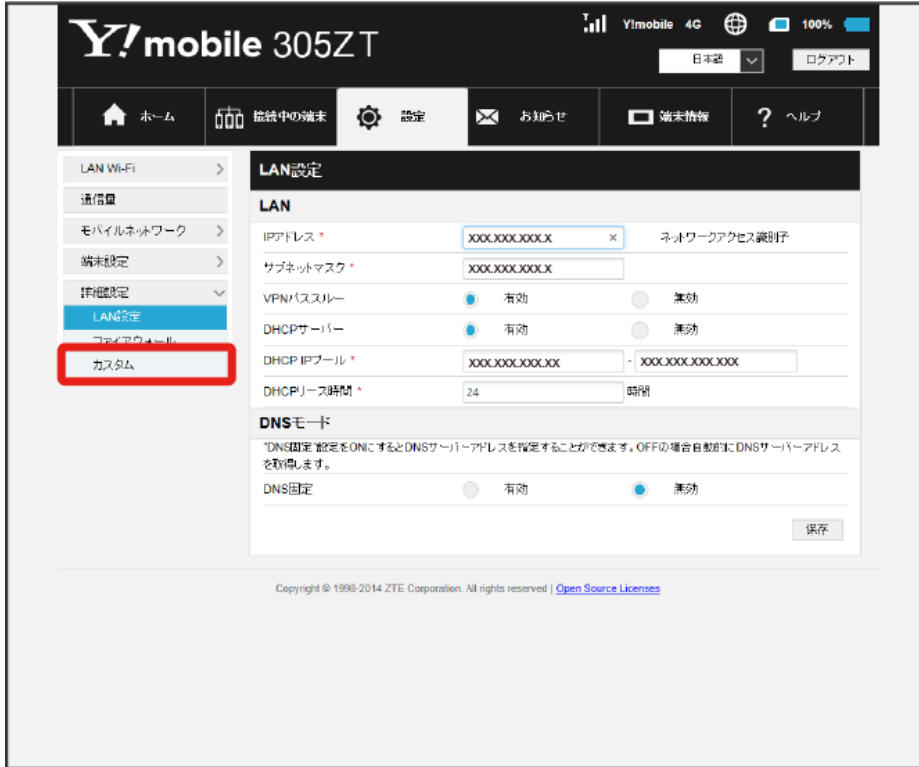 Y! mobile 305ZT
Y!mobile 4G 100%
日本語 ログアウト
ホーム 接続中の端末 設定 お知らせ 端末情報 ? ヘルプ
LAN Wi-Fi
通信量
モバイルネットワーク
端末設定
詳細設定
LAN設定
ファイアウォール
カスタム
LAN設定
LAN
IPアドレス * XXX.XXX.XXX.X × ネットワークアクセス識別子
サブネットマスク * XXX.XXX.XXX.X
VPNパススルー 有効 無効
DHCPサーバー 有効 無効
DHCP IPプール * XXX.XXX.XXX.XX - XXX.XXX.XXX.XXX
DHCPリース時間 * 24 時間
DNSモード
"DNS固定"設定をONにするとDNSサーバーアドレスを指定することができます。OFFの場合自動的にDNSサーバーアドレス
を取得します。
DNS固定 有効 無効
保存
Copyright © 1998-2014 ZTE Corporation. All rights reserved | Open Source Licenses